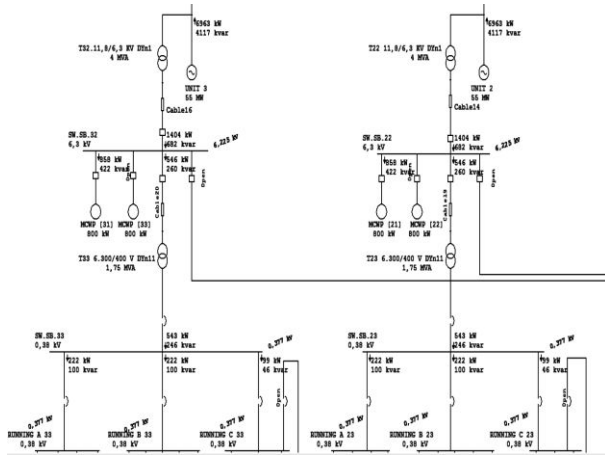 6963 kW
4117 kvar
T32.11,8/6,3 KV DYn1
4 MVA
UNIT 3
55 MW
Cable16
SW.SB.32
6,3 kV
1404 kW
682 kvar
6,225 kV
858 kW
422 kvar
Open
546 kW
260 kvar
Open
Cable20
MCWP [31]
800 kW
MCWP [33]
800 kW
T33 6.300/400 V DYn11
1,75 MVA
SW.SB.33
0,38 kV
543 kW
246 kvar
0,377 kV
222 kW
100 kvar
222 kW
100 kvar
99 kW
46 kvar
Open
0,377 kV
0,377 kV
0,377 kV
RUNNING A 33
0,38 kV
RUNNING B 33
0,38 kV
RUNNING C 33
0,38 kV
6963 kW
4117 kvar
T22 11,8/6,3 KV DYn1
4 MVA
UNIT 2
55 MW
Cable14
SW.SB.22
6,3 kV
1404 kW
682 kvar
6,225 kV
858 kW
422 kvar
Open
546 kW
260 kvar
Open
Cable19
MCWP [21]
800 kW
MCWP [22]
800 kW
T23 6.300/400 V DYn11
1,75 MVA
SW.SB.23
0,38 kV
543 kW
246 kvar
0,377 kV
222 kW
100 kvar
222 kW
100 kvar
99 kW
46 kvar
Open
0,377 kV
0,377 kV
0,377 kV
RUNNING A 23
0,38 kV
RUNNING B 23
0,38 kV
RUNNING C 23
0,38 kV